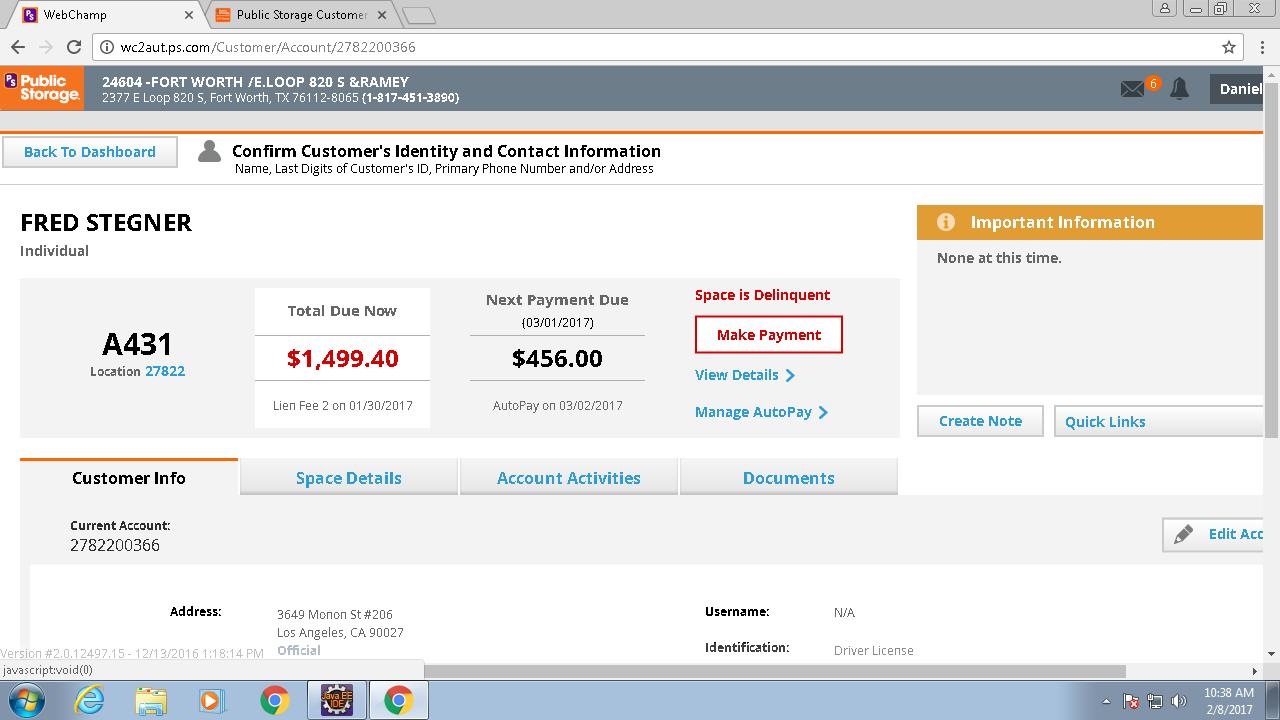 WebChamp
Public Storage Customer
wc2aut.ps.com/Customer/Account/2782200366
Public Storage.
24604 -FORT WORTH /E.LOOP 820 S &RAMEY
2377 E Loop 820 S, Fort Worth, TX 76112-8065 (1-817-451-3890)
6
Daniel
Back To Dashboard
Confirm Customer's Identity and Contact Information
Name, Last Digits of Customer's ID, Primary Phone Number and/or Address
FRED STEGNER
Individual
Important Information
None at this time.
A431
Location 27822
Total Due Now
$1,499.40
Lien Fee 2 on 01/30/2017
Next Payment Due
(03/01/2017)
$456.00
AutoPay on 03/02/2017
Space is Delinquent
Make Payment
View Details
Manage AutoPay
Create Note
Quick Links
Customer Info
Space Details
Account Activities
Documents
Current Account:
2782200366
Edit Acc
Address:
3649 Monon St #206
Los Angeles, CA 90027
Official
Username:
N/A
Identification:
Driver License
Version #2.0.12497.15 - 12/13/2016 1:18:14 PM
javascript:void(0)
Java EE
IDE
10:38 AM
2/8/2017